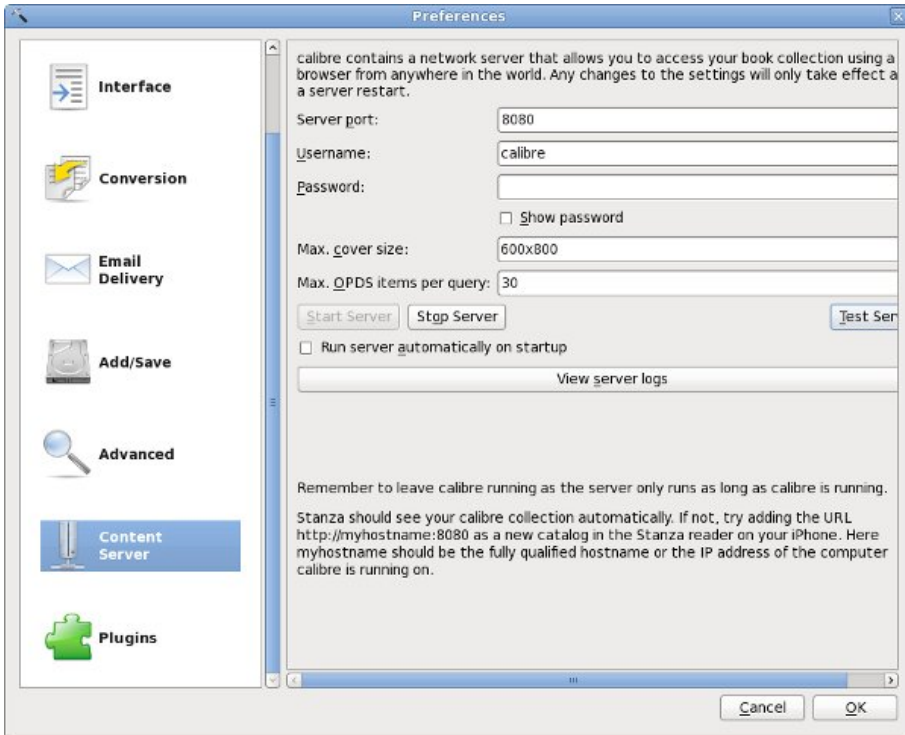 Preferences
Interface
Conversion
Email
Delivery
Add/Save
Advanced
Content
Server
Plugins
calibre contains a network server that allows you to access your book collection using a
browser from anywhere in the world. Any changes to the settings will only take effect a
a server restart.
Server port: 8080
Username: calibre
Password:
Show password
Max. cover size: 600x800
Max. OPDS items per query: 30
Start Server Stop Server Test Ser
Run server automatically on startup
View server logs
Remember to leave calibre running as the server only runs as long as calibre is running.
Stanza should see your calibre collection automatically. If not, try adding the URL
http://myhostname:8080 as a new catalog in the Stanza reader on your iPhone. Here
myhostname should be the fully qualified hostname or the IP address of the computer
calibre is running on.
Cancel OK